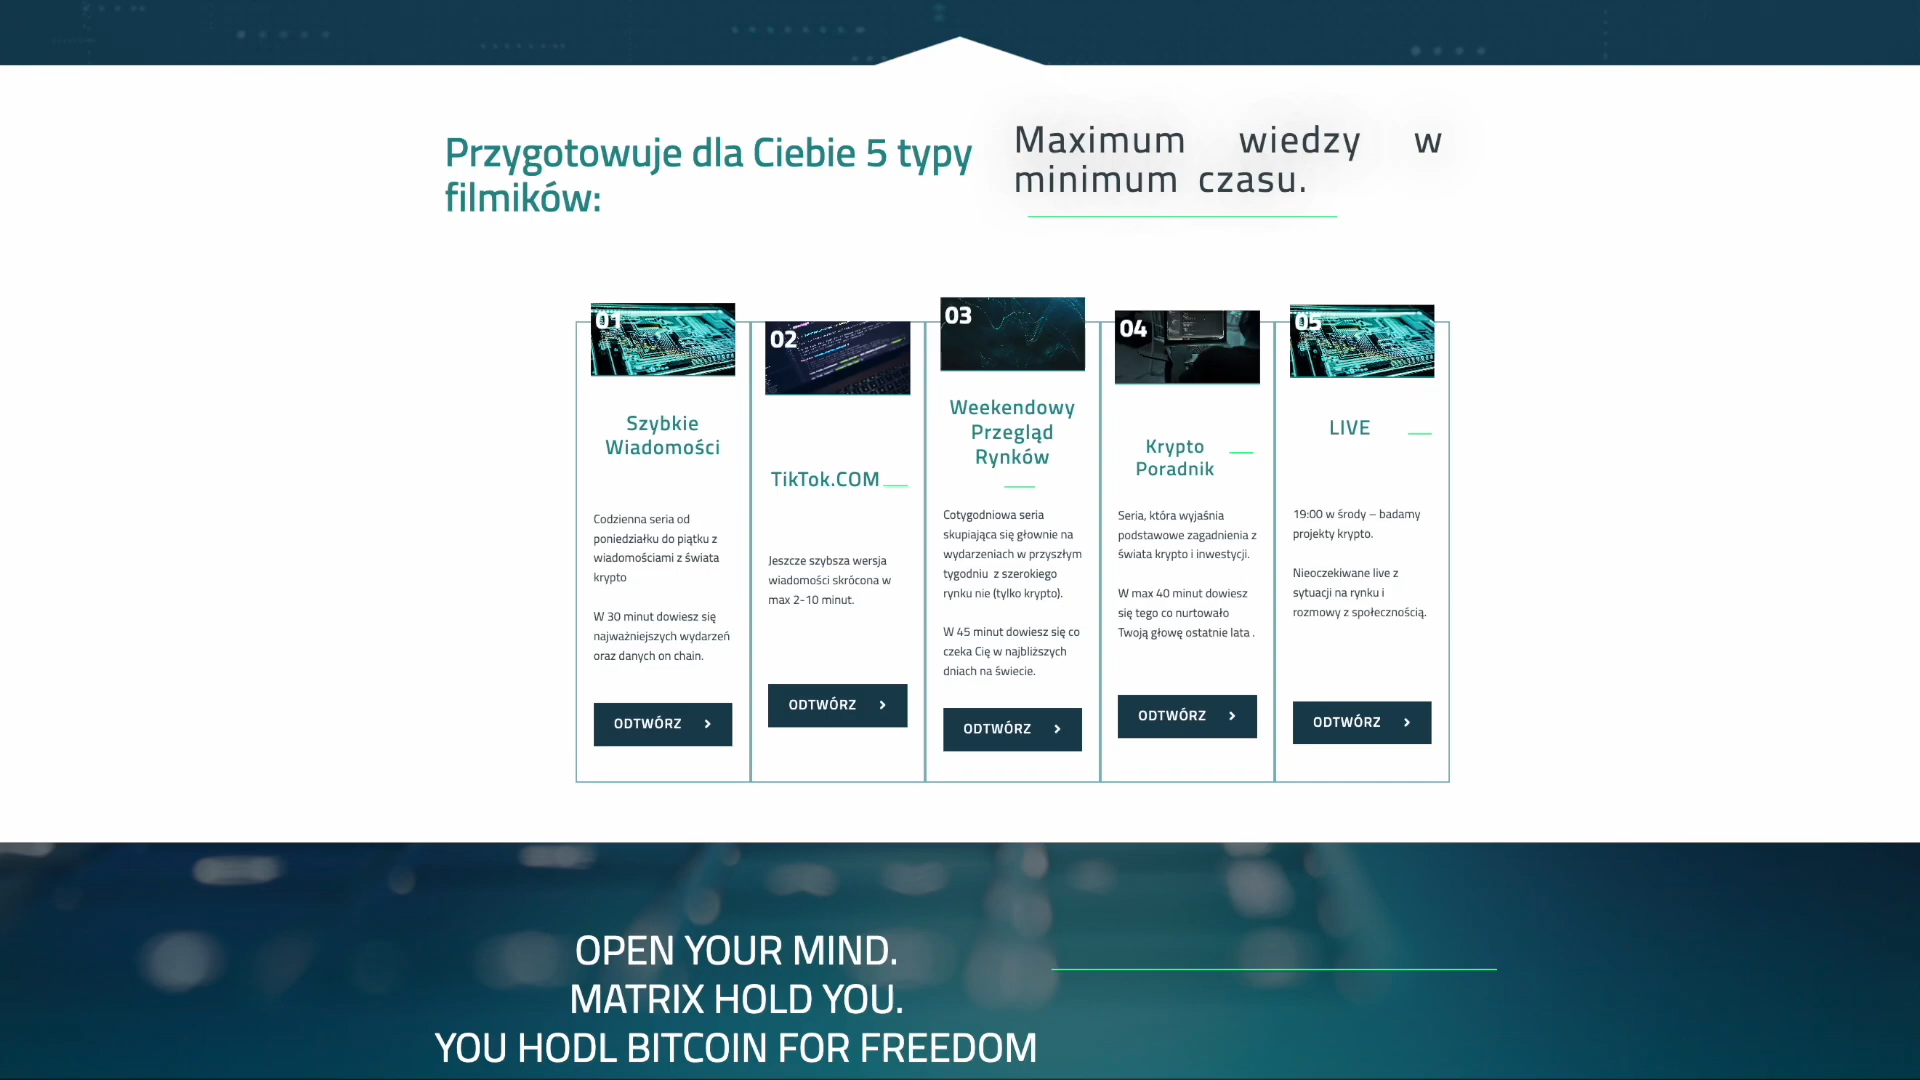 Przygotowuje dla Ciebie 5 typy
filmików:
Maximum wiedzy w
minimum czasu.
01
Szybkie
Wiadomości
Codzienna seria od
poniedziałku do piątku z
wiadomościami z świata
krypto
W 30 minut dowiesz się
najważniejszych wydarzeń
oraz danych on chain.
ODTWÓRZ
02
TikTok.COM
Jeszcze szybsza wersja
wiadomości skrócona w
max 2-10 minut.
ODTWÓRZ
03
Weekendowy
Przegląd
Rynków
Cotygodniowa seria
skupiająca się głownie na
wydarzeniach w przyszłym
tygodniu z szerokiego
rynku nie (tylko krypto).
W 45 minut dowiesz się co
czeka Cię w najbliższych
dniach na świecie.
ODTWÓRZ
04
Krypto
Poradnik
Seria, która wyjaśnia
podstawowe zagadnienia z
świata krypto i inwestycji.
W max 40 minut dowiesz
się tego co nurtowało
Twoją głowę ostatnie lata .
ODTWÓRZ
05
LIVE
19:00 w środy – badamy
projekty krypto.
Nieoczekiwane live z
sytuacji na rynku i
rozmowy z społecznością.
ODTWÓRZ
OPEN YOUR MIND.
MATRIX HOLD YOU.
YOU HODL BITCOIN FOR FREEDOM